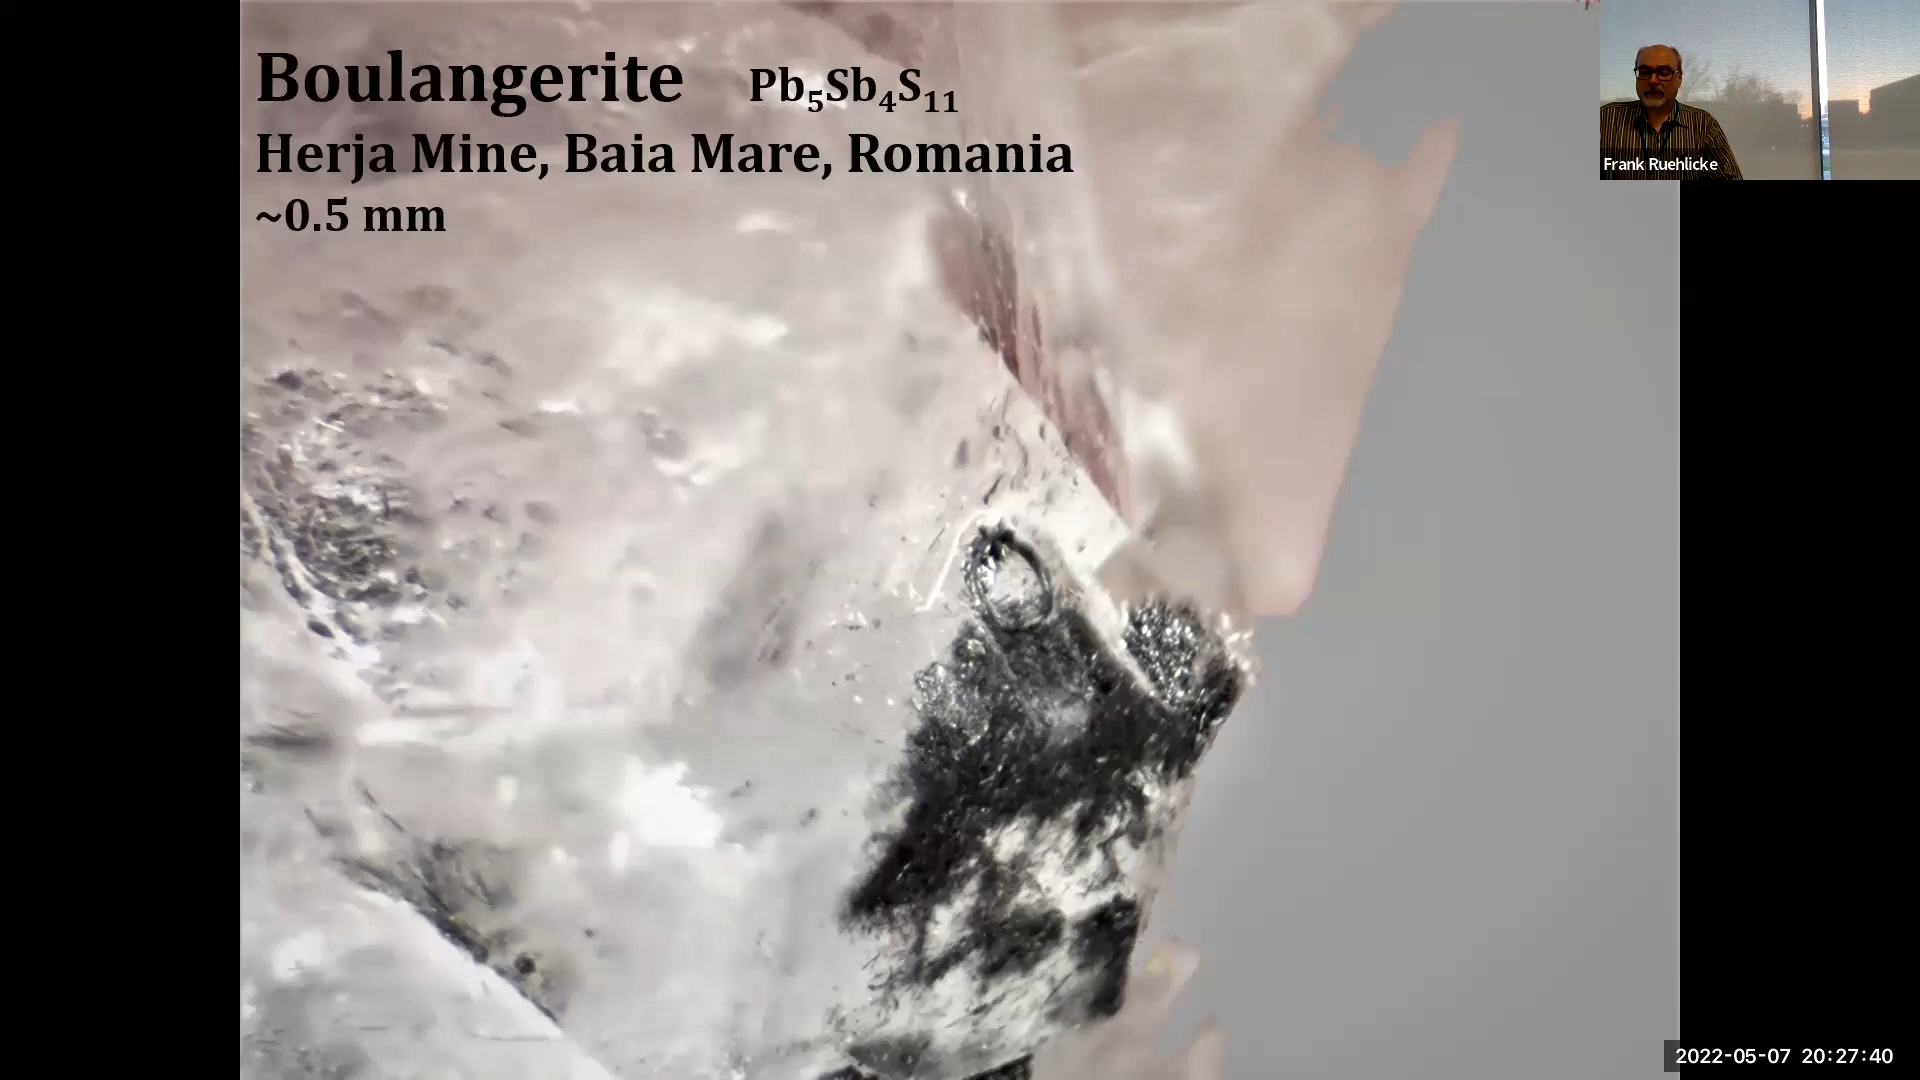 Boulangerite Pb₅Sb₄S₁₁
Herja Mine, Baia Mare, Romania
~0.5 mm
Frank Ruehlicke
2022-05-07 20:27:40